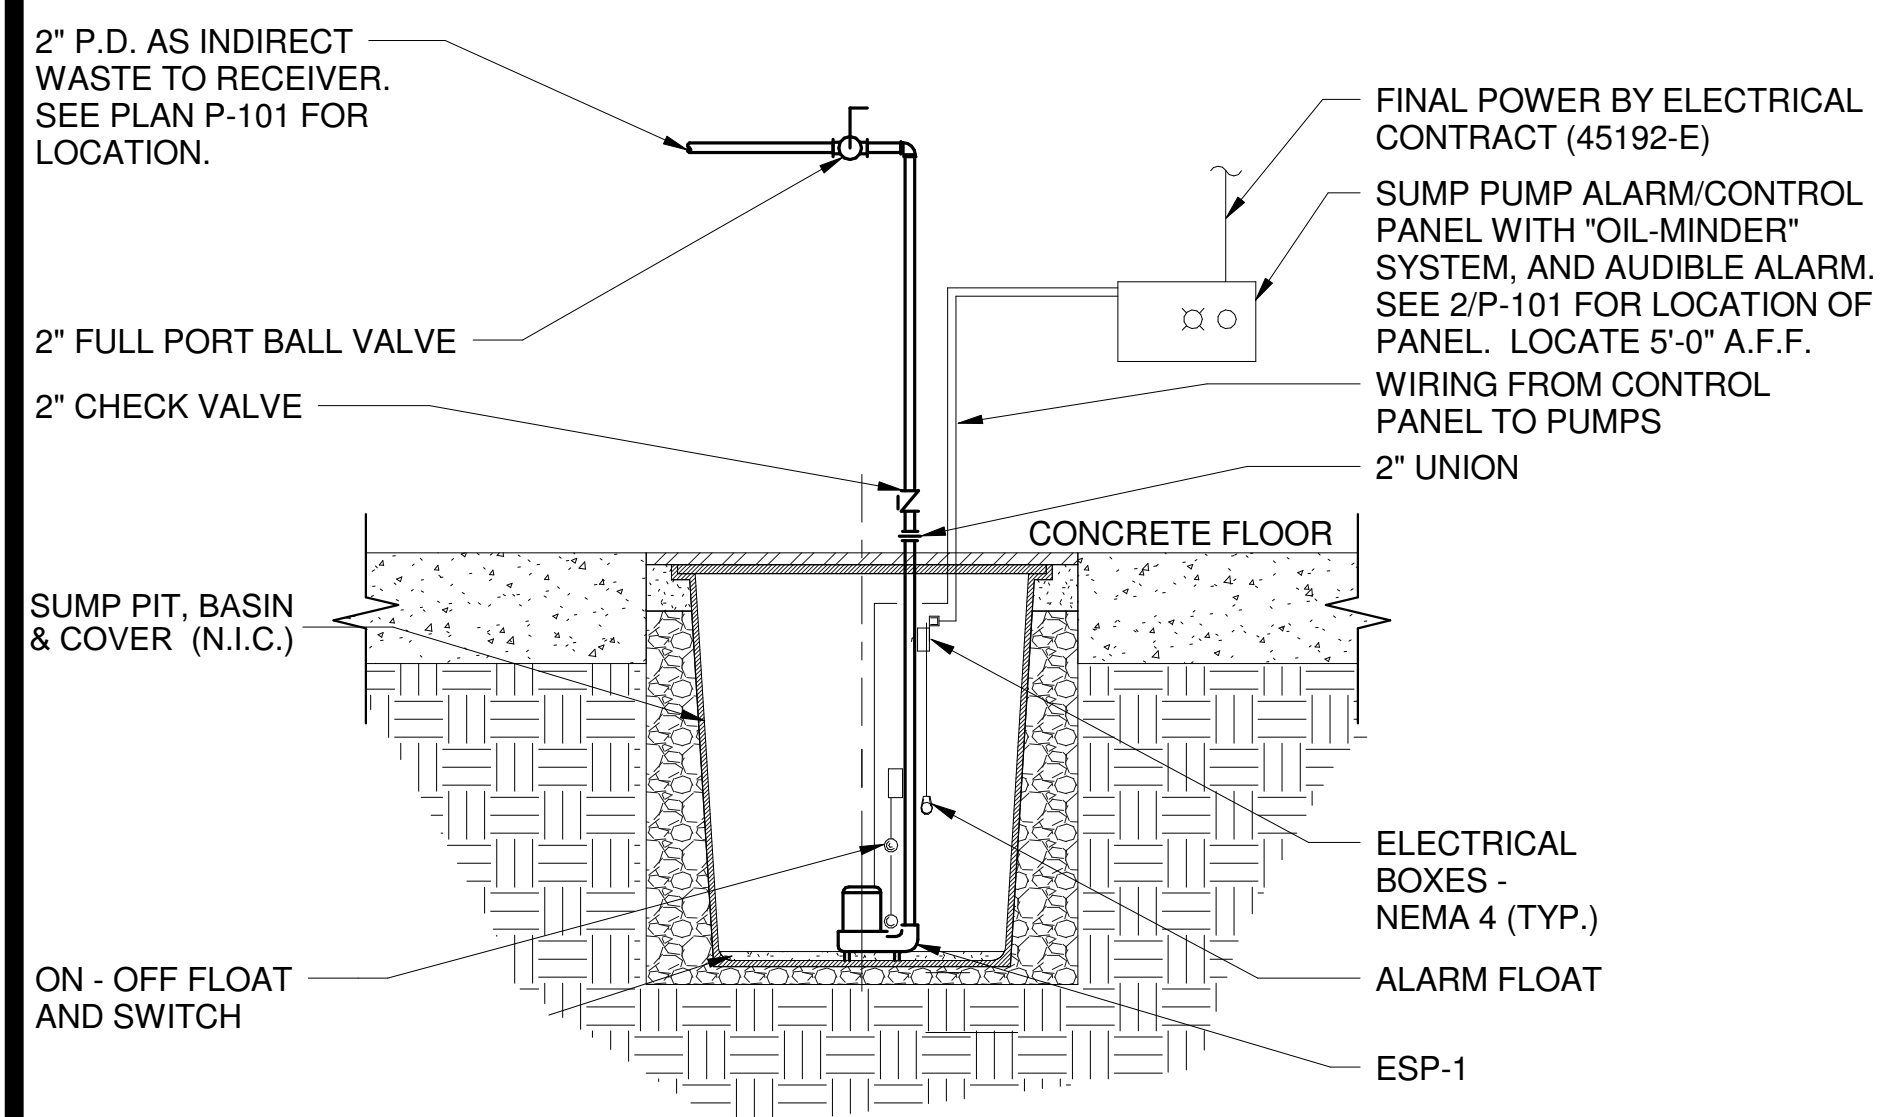 2" P.D. AS INDIRECT
WASTE TO RECEIVER.
SEE PLAN P-101 FOR
LOCATION.
2" FULL PORT BALL VALVE
2" CHECK VALVE
SUMP PIT, BASIN
& COVER (N.I.C.)
ON - OFF FLOAT
AND SWITCH
CONCRETE FLOOR
FINAL POWER BY ELECTRICAL
CONTRACT (45192-E)
SUMP PUMP ALARM/CONTROL
PANEL WITH "OIL-MINDER"
SYSTEM, AND AUDIBLE ALARM.
SEE 2/P-101 FOR LOCATION OF
PANEL. LOCATE 5'-0" A.F.F.
WIRING FROM CONTROL
PANEL TO PUMPS
2" UNION
ELECTRICAL
BOXES -
NEMA 4 (TYP.)
ALARM FLOAT
ESP-1